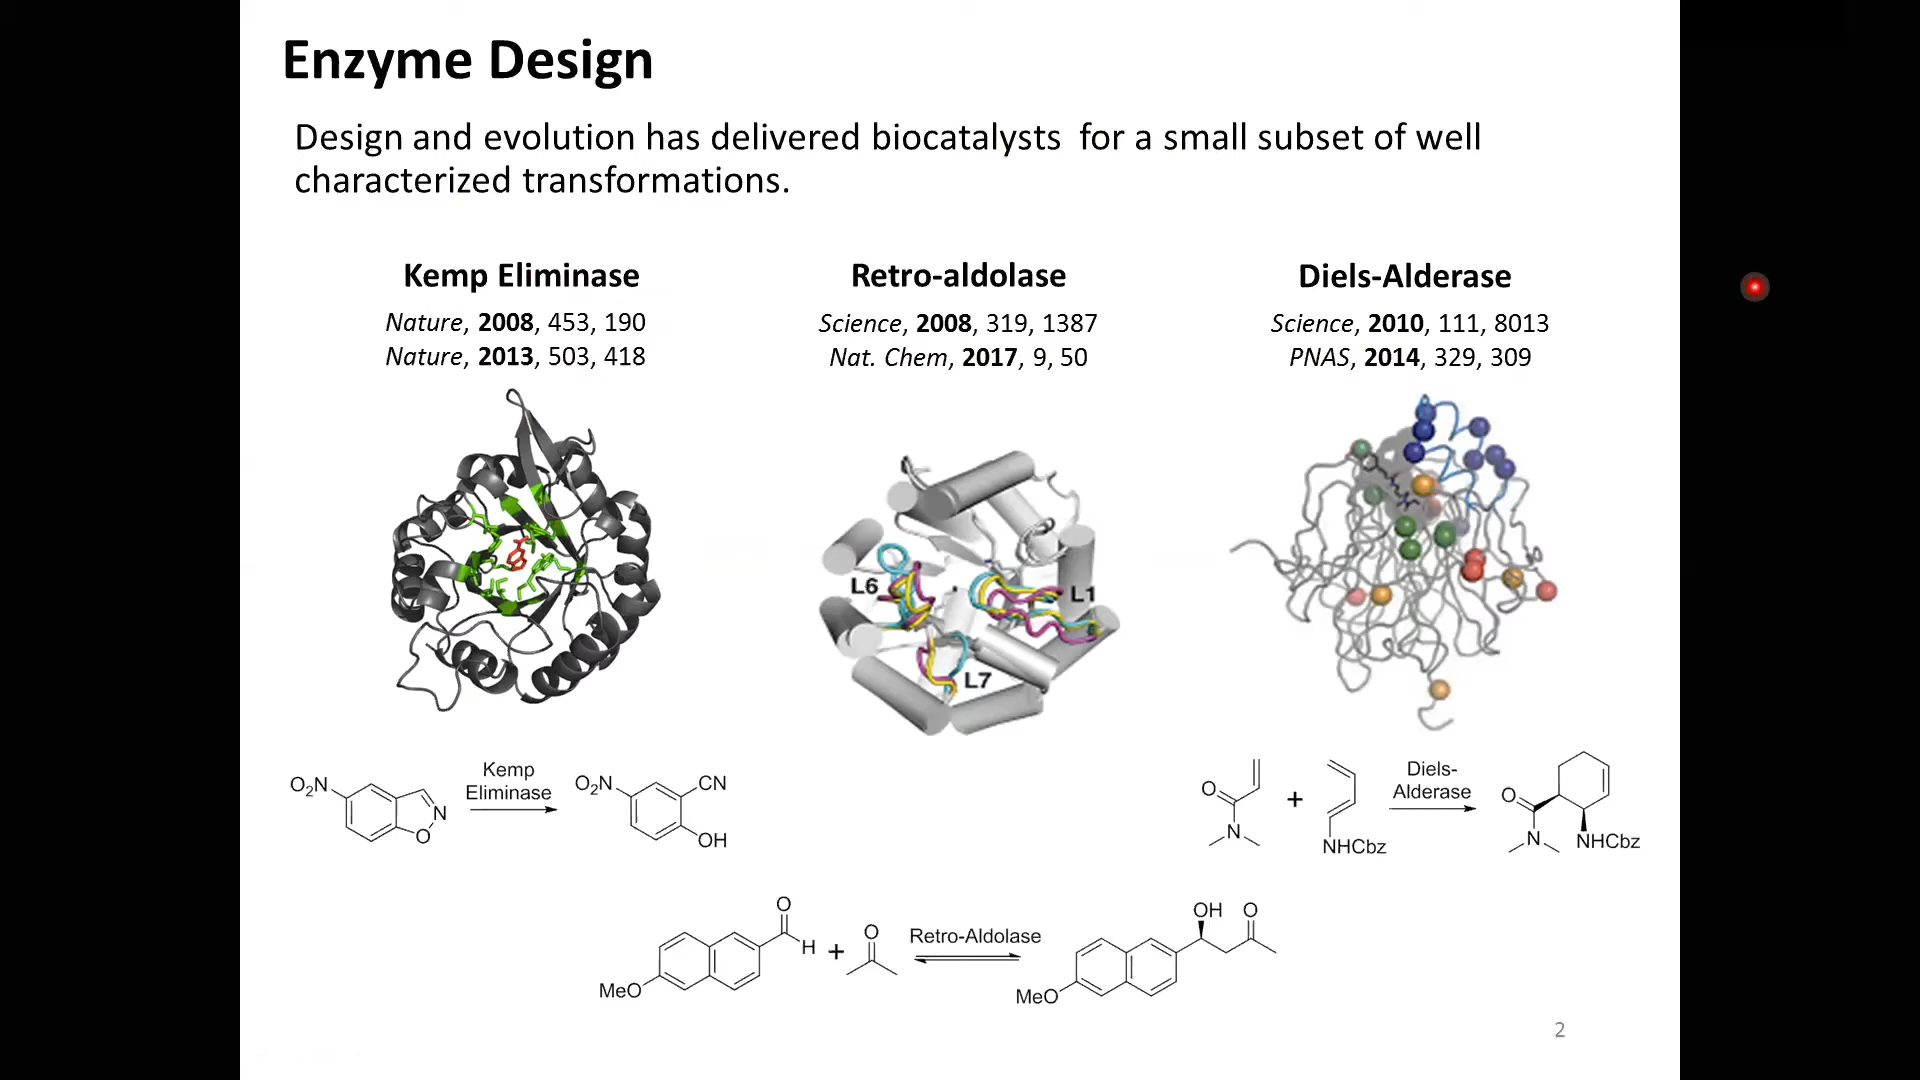 Enzyme Design
Design and evolution has delivered biocatalysts for a small subset of well
characterized transformations.
Kemp Eliminase
Nature, 2008, 453, 190
Nature, 2013, 503, 418
Retro-aldolase
Science, 2008, 319, 1387
Nat. Chem, 2017, 9, 50
Diels-Alderase
Science, 2010, 111, 8013
PNAS, 2014, 329, 309
L6
L1
L7
O₂N
N
O
Kemp
Eliminase
O₂N
CN
OH
O
N
+
NHCbz
Diels-
Alderase
O
N
NHCbz
O
H
MeO
+
O
Retro-Aldolase
OH
O
MeO
2